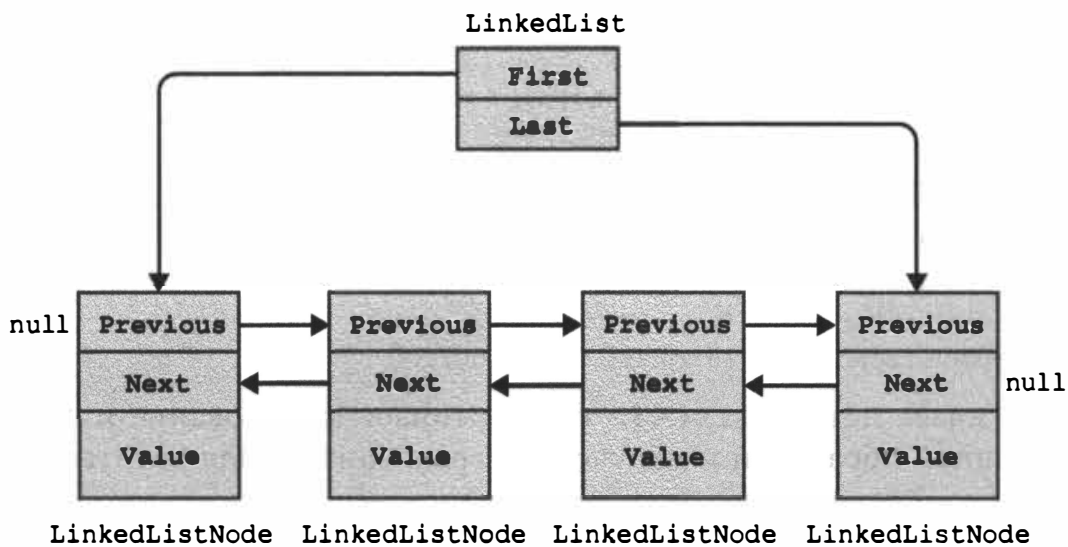 LinkedList
First
Last
null Previous Previous Previous Previous
Next Next Next Next null
Value Value Value Value
LinkedListNode LinkedListNode LinkedListNode LinkedListNode